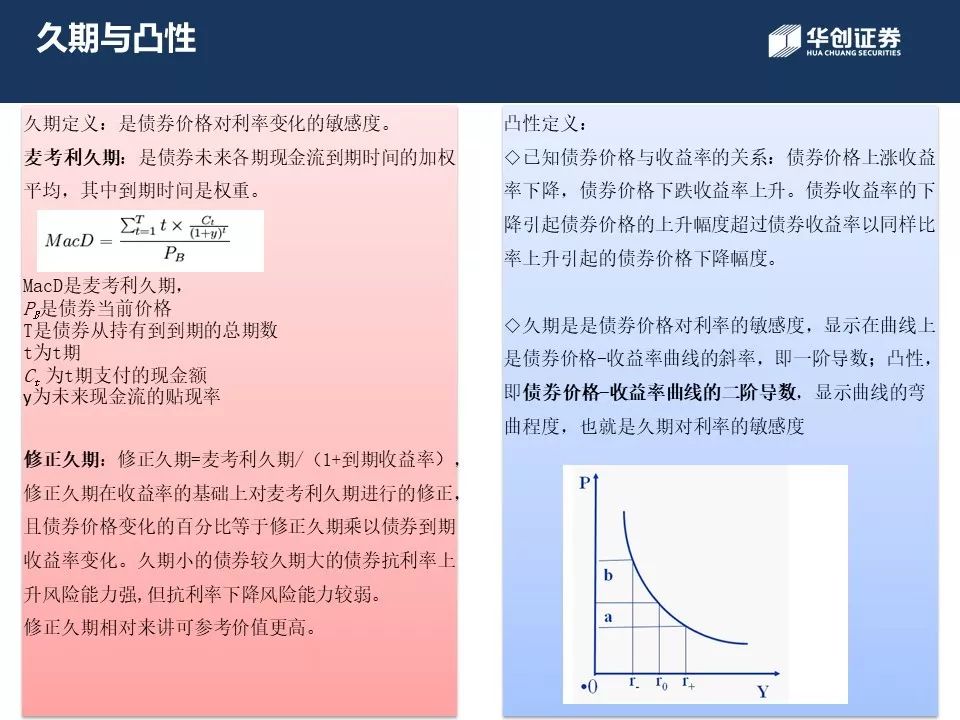 久期与凸性
华创证券
HUA CHUANG SECURITIES
久期定义：是债券价格对利率变化的敏感度。
麦考利久期：是债券未来各期现金流到期时间的加权
平均，其中到期时间是权重。
MacD = \frac{\sum_{t=1}^{T} t \times \frac{C_t}{(1+y)^t}}{P_B}
MacD是麦考利久期，
P_B是债券当前价格
T是债券从持有到到期的总期数
t为t期
C_t 为t期支付的现金额
y为未来现金流的贴现率
修正久期：修正久期=麦考利久期/（1+到期收益率），
修正久期在收益率的基础上对麦考利久期进行的修正，
且债券价格变化的百分比等于修正久期乘以债券到期
收益率变化。久期小的债券较久期大的债券抗利率上
升风险能力强,但抗利率下降风险能力较弱。
修正久期相对来讲可参考价值更高。
凸性定义：
◇已知债券价格与收益率的关系：债券价格上涨收益
率下降，债券价格下跌收益率上升。债券收益率的下
降引起债券价格的上升幅度超过债券收益率以同样比
率上升引起的债券价格下降幅度。
◇久期是是债券价格对利率的敏感度，显示在曲线上
是债券价格-收益率曲线的斜率，即一阶导数；凸性，
即债券价格-收益率曲线的二阶导数，显示曲线的弯
曲程度，也就是久期对利率的敏感度
P
b
a
•0 r_- r_0 r_+ Y